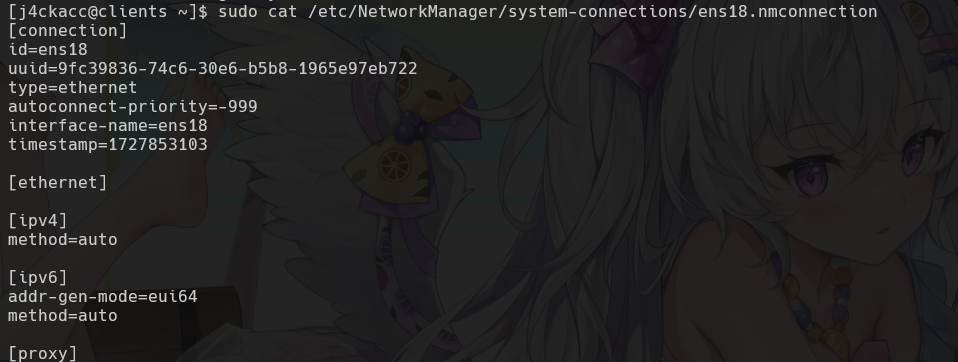 [j4ckacc@clients ~]$ sudo cat /etc/NetworkManager/system-connections/ens18.nmconnection
[connection]
id=ens18
uuid=9fc39836-74c6-30e6-b5b8-1965e97eb722
type=ethernet
autoconnect-priority=-999
interface-name=ens18
timestamp=1727853103
[ethernet]
[ipv4]
method=auto
[ipv6]
addr-gen-mode=eui64
method=auto
[proxy]